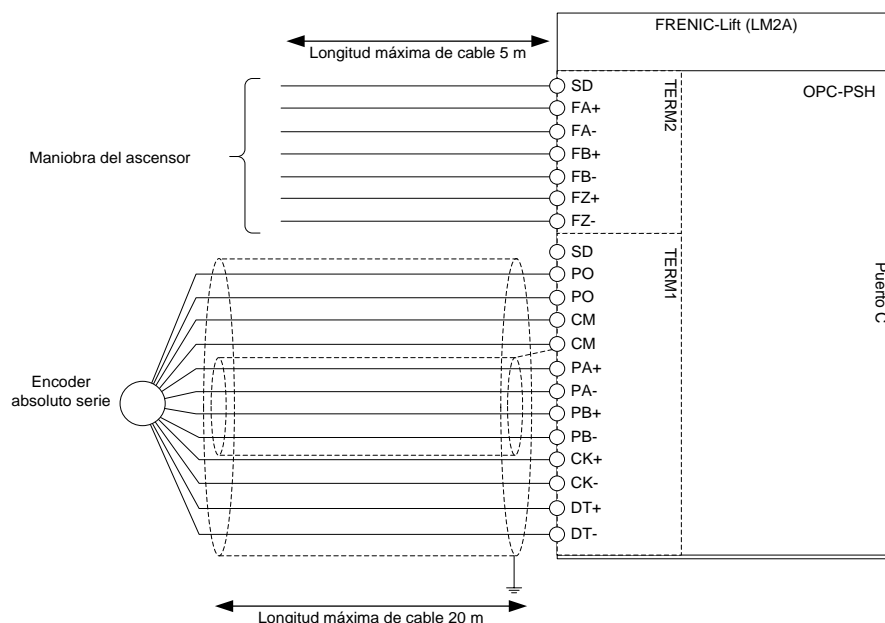 FRENIC-Lift (LM2A)
Longitud máxima de cable 5 m
OPC-PSH
TERM2
SD
FA+
FA-
FB+
FB-
FZ+
FZ-
Maniobra del ascensor
TERM1
Puerto C
SD
PO
PO
CM
CM
PA+
PA-
PB+
PB-
CK+
CK-
DT+
DT-
Encoder
absoluto serie
Longitud máxima de cable 20 m